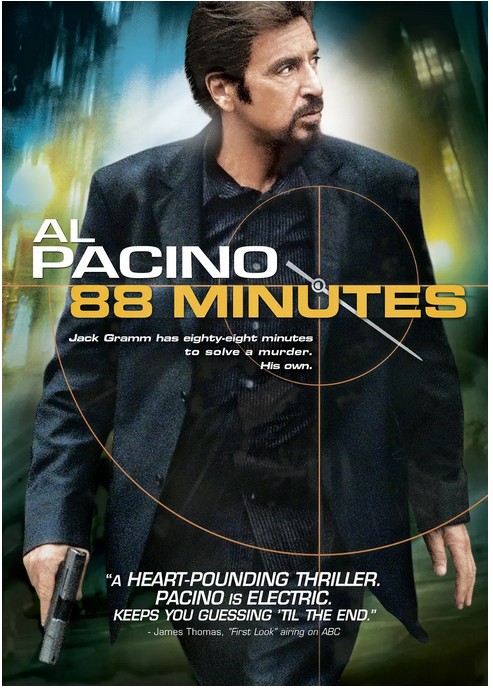 AL
PACINO
88 MINUTES
Jack Gramm has eighty-eight minutes
to solve a murder.
His own.
“A HEART-POUNDING THRILLER.
PACINO IS ELECTRIC.
KEEPS YOU GUESSING ’TIL THE END.”
- James Thomas, “First Look” airing on ABC